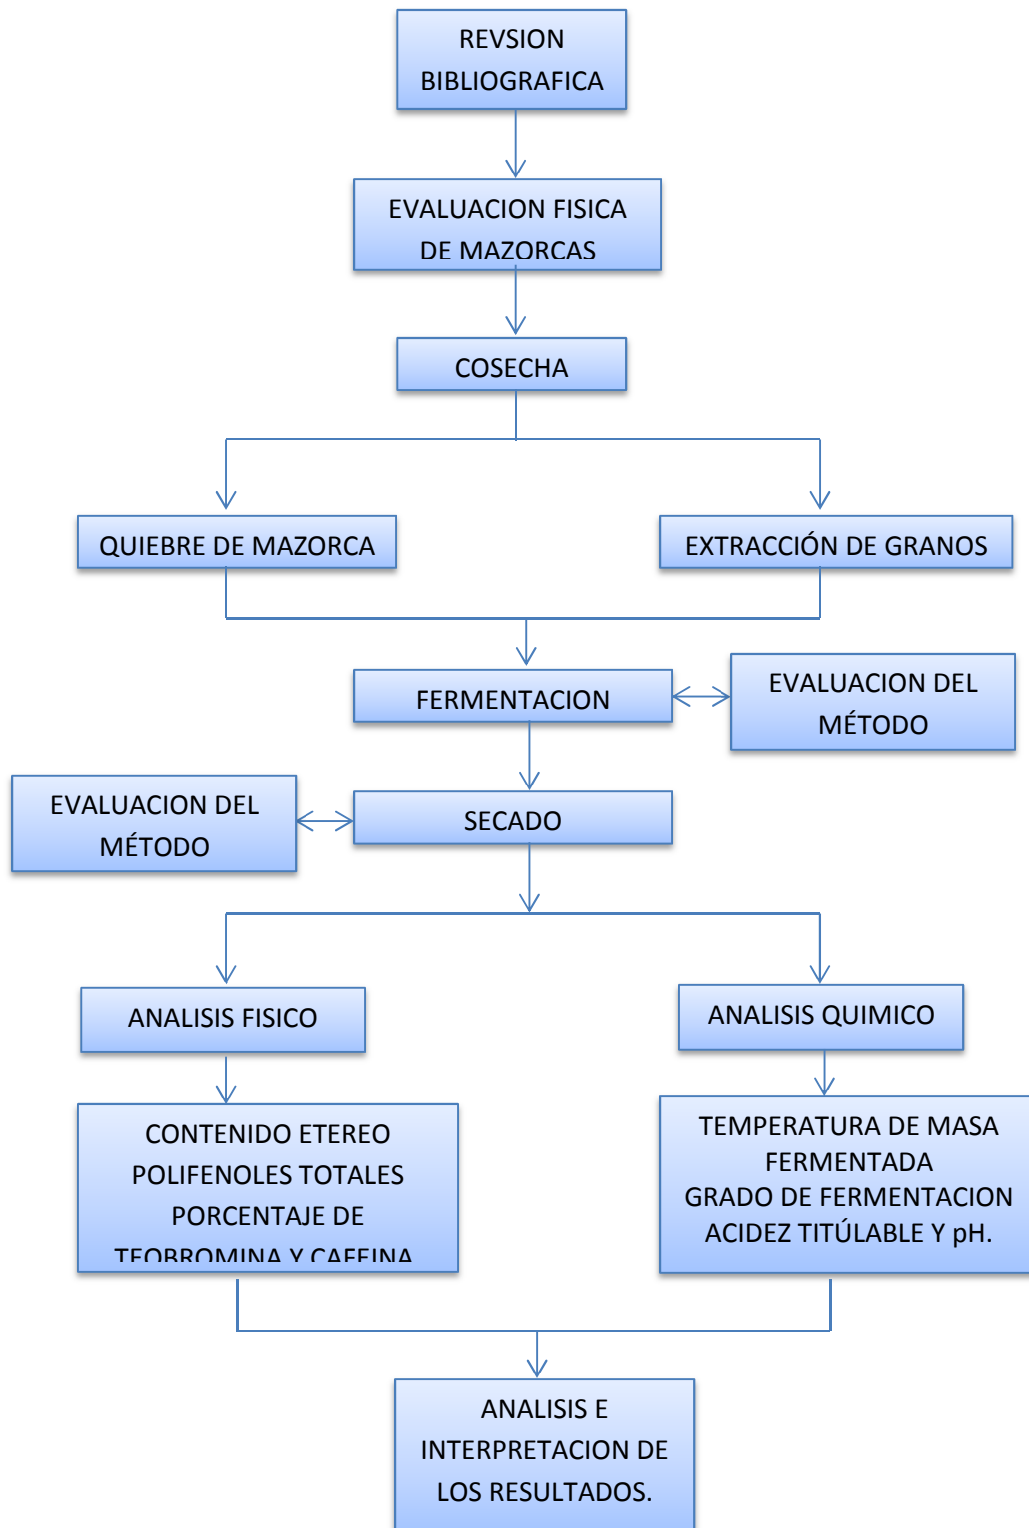 REVSION
BIBLIOGRAFICA
EVALUACION FISICA
DE MAZORCAS
COSECHA
QUIEBRE DE MAZORCA
EXTRACCIÓN DE GRANOS
FERMENTACION
EVALUACION DEL
MÉTODO
EVALUACION DEL
MÉTODO
SECADO
ANALISIS FISICO
ANALISIS QUIMICO
CONTENIDO ETEREO
POLIFENOLES TOTALES
PORCENTAJE DE
TEOBROMINA Y CAFEINA
TEMPERATURA DE MASA
FERMENTADA
GRADO DE FERMENTACION
ACIDEZ TITÚLABLE Y pH.
ANALISIS E
INTERPRETACION DE
LOS RESULTADOS.